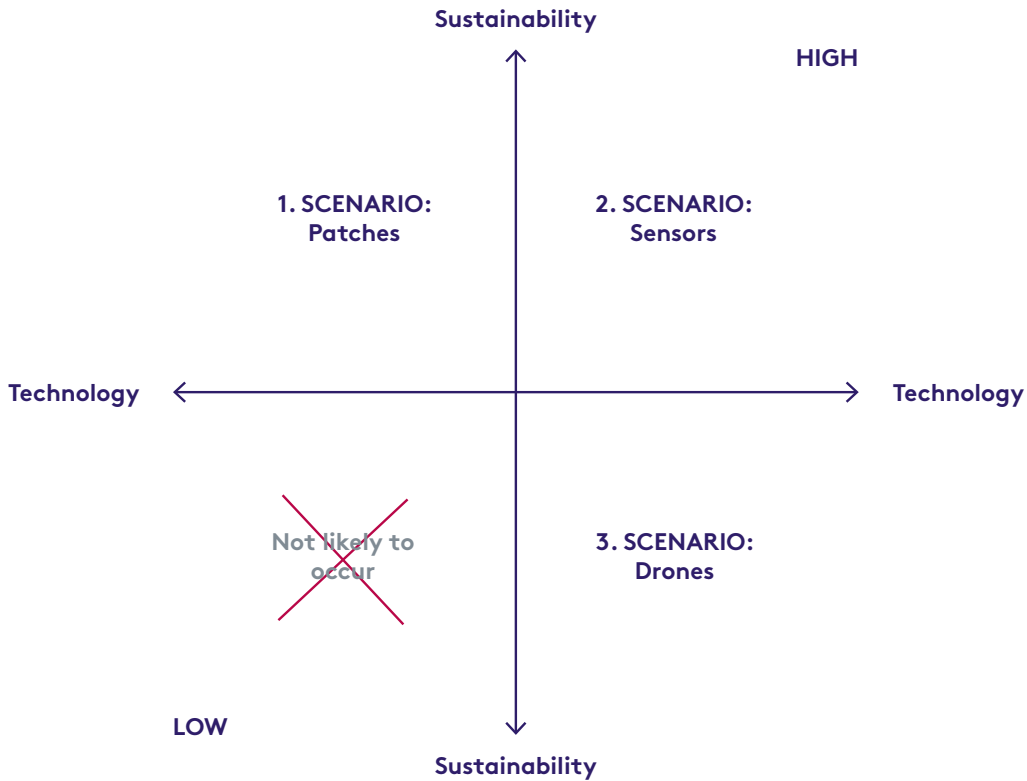 Sustainability
HIGH
1. SCENARIO:
Patches
2. SCENARIO:
Sensors
Technology
Technology
Not likely to
occur
3. SCENARIO:
Drones
LOW
Sustainability